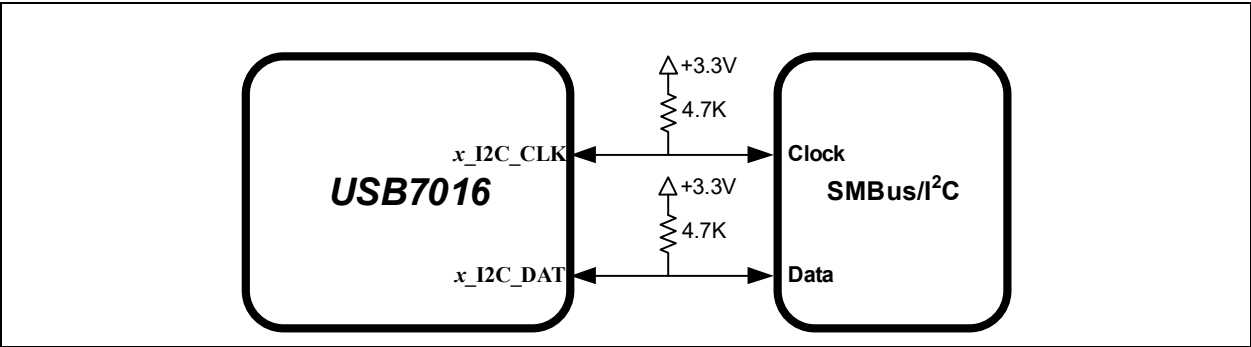 +3.3V
4.7K
x_I2C_CLK
Clock
USB7016
+3.3V
SMBus/I²C
4.7K
x_I2C_DAT
Data